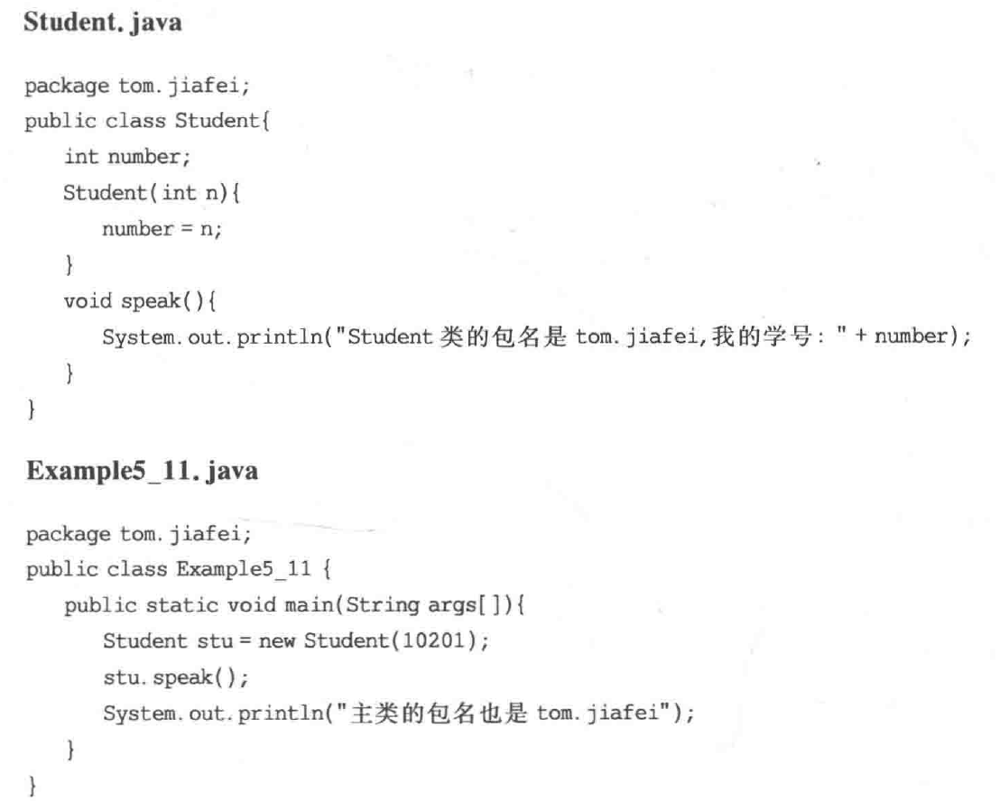 Student.java
package tom.jiafei;
public class Student{
int number;
Student(int n){
number = n;
}
void speak(){
System.out.println("Student 类的包名是 tom.jiafei,我的学号: " + number);
}
}
Example5_11.java
package tom.jiafei;
public class Example5_11 {
public static void main(String args[]){
Student stu = new Student(10201);
stu.speak();
System.out.println("主类的包名也是 tom.jiafei");
}
}